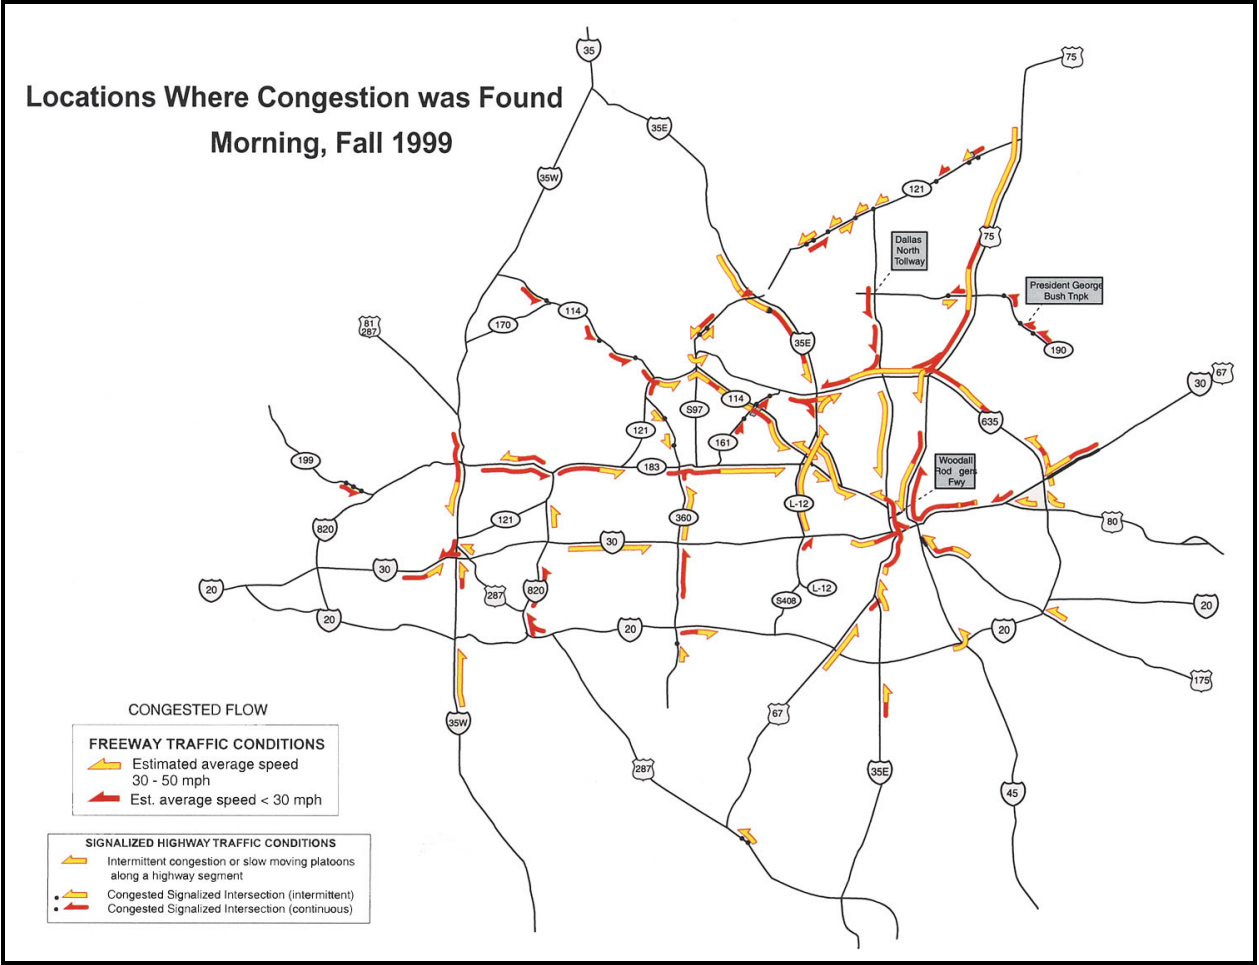 Locations Where Congestion was Found
Morning, Fall 1999
35
75
35E
35W
121
75
Dallas
North
Tollway
President George
Bush Tnpk
114
170
81
287
35E
190
67
30
114
S97
121
161
635
199
183
Woodall
Rod gers
Fwy
820
121
360
L-12
80
30
30
20
287
820
S408
L-12
20
20
20
20
175
35W
67
287
35E
45
CONGESTED FLOW
FREEWAY TRAFFIC CONDITIONS
Estimated average speed
30 - 50 mph
Est. average speed < 30 mph
SIGNALIZED HIGHWAY TRAFFIC CONDITIONS
Intermittent congestion or slow moving platoons
along a highway segment
Congested Signalized Intersection (intermittent)
Congested Signalized Intersection (continuous)